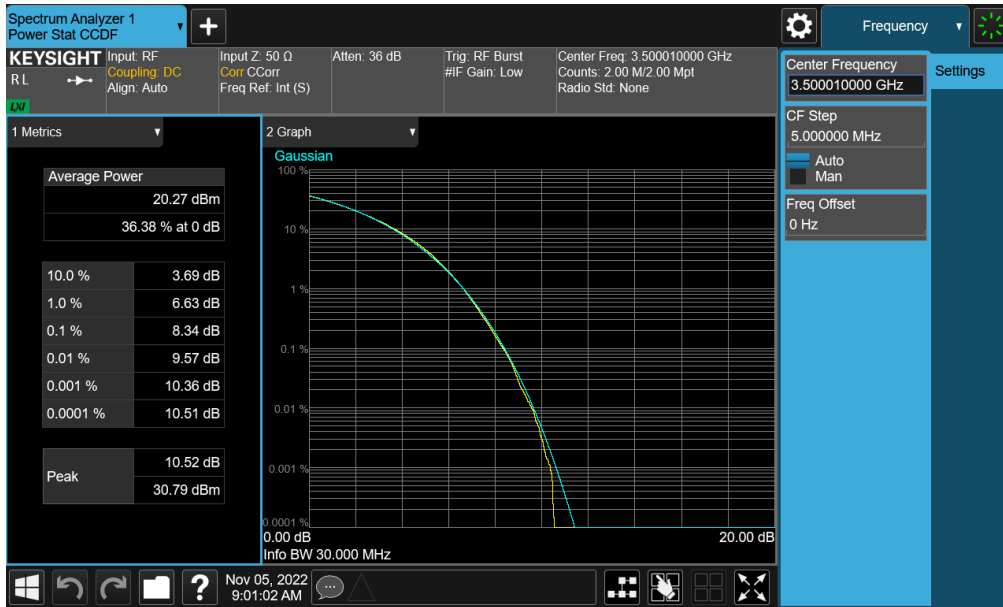 Spectrum Analyzer 1
Power Stat CCDF
Frequency
KEYSIGHT
R L
LXI
Input: RF
Coupling: DC
Align: Auto
Input Z: 50 Ω
Corr CCorr
Freq Ref: Int (S)
Atten: 36 dB
Trig: RF Burst
#IF Gain: Low
Center Freq: 3.500010000 GHz
Counts: 2.00 M/2.00 Mpt
Radio Std: None
Center Frequency
3.500010000 GHz
Settings
CF Step
5.000000 MHz
Auto
Man
Freq Offset
0 Hz
1 Metrics
Average Power
20.27 dBm
36.38 % at 0 dB
10.0 % 3.69 dB
1.0 % 6.63 dB
0.1 % 8.34 dB
0.01 % 9.57 dB
0.001 % 10.36 dB
0.0001 % 10.51 dB
Peak
10.52 dB
30.79 dBm
2 Graph
Gaussian
100 %
10 %
1 %
0.1 %
0.01 %
0.001 %
0.0001 %
0.00 dB 20.00 dB
Info BW 30.000 MHz
?
Nov 05, 2022
9:01:02 AM